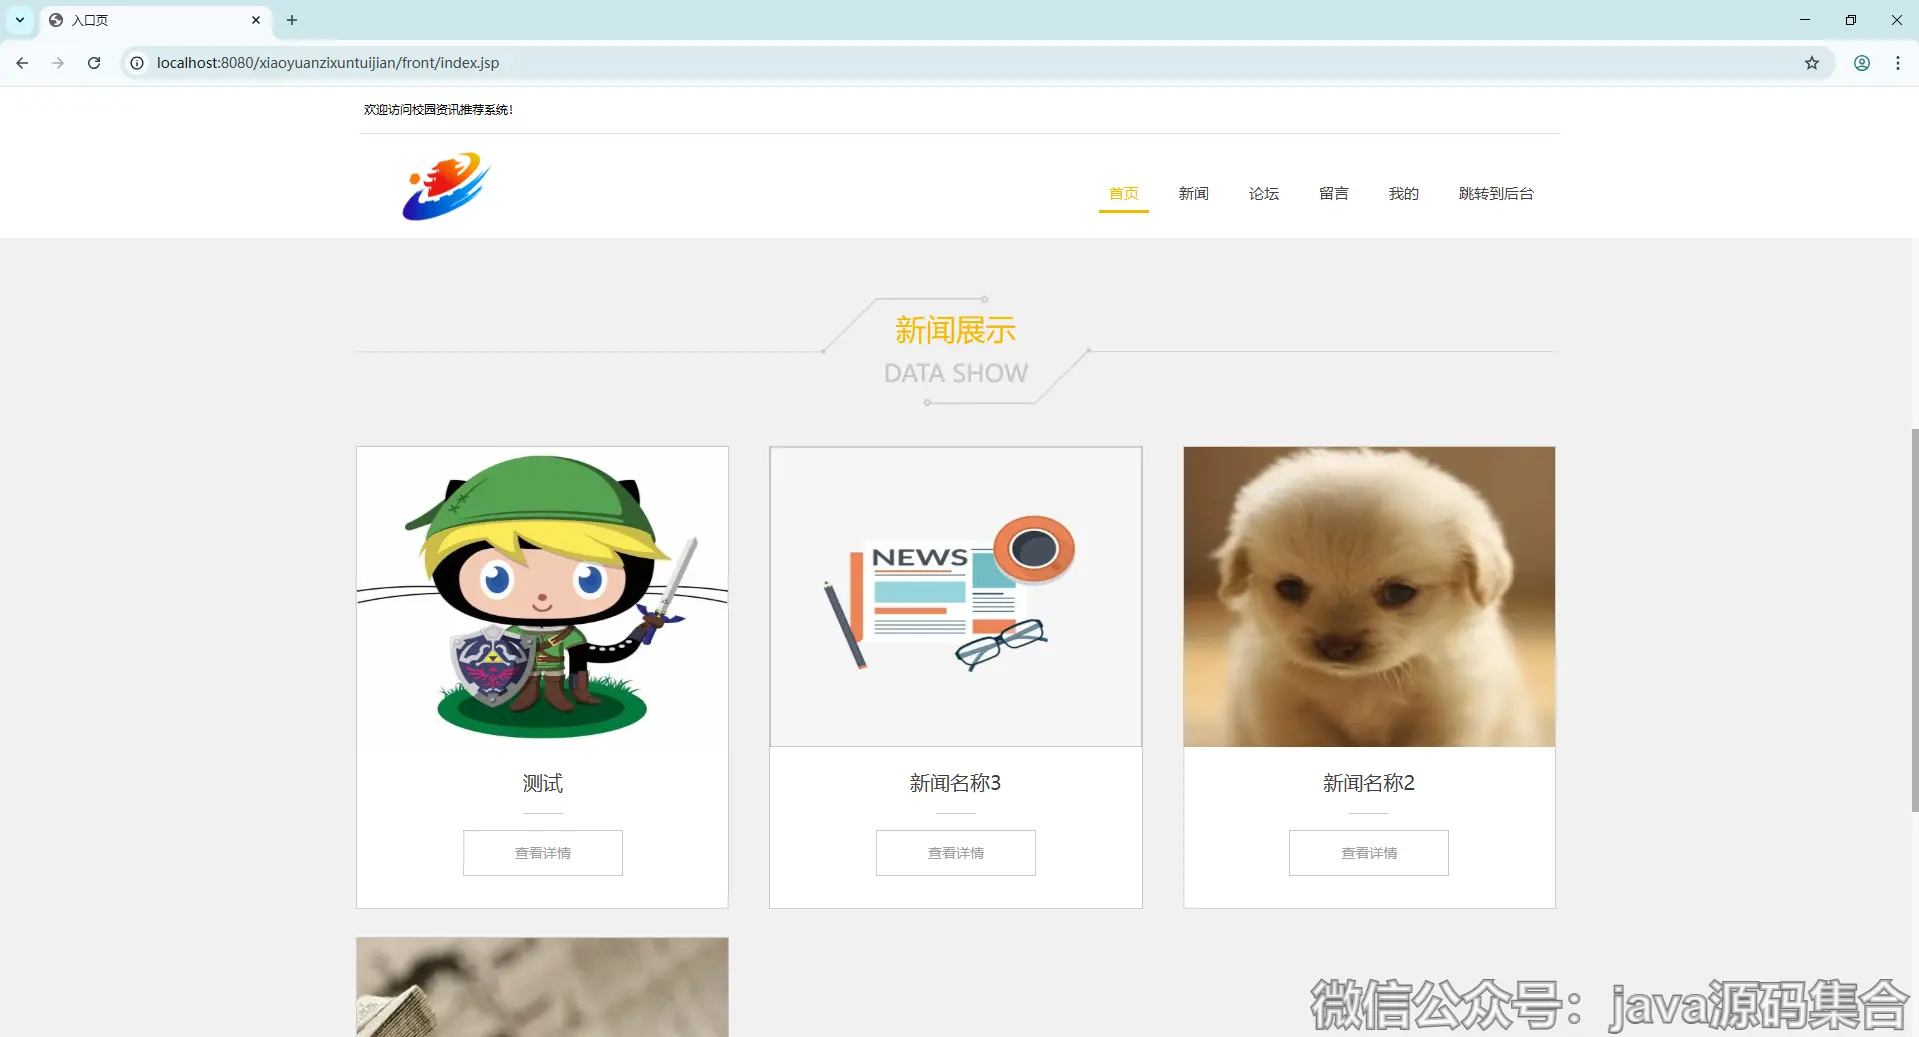 入口页
localhost:8080/xiaoyuanzixuntuijian/front/index.jsp
欢迎访问校园资讯推荐系统!
首页 新闻 论坛 留言 我的 跳转到后台
新闻展示
DATA SHOW
NEWS
测试 新闻名称3 新闻名称2
查看详情 查看详情 查看详情
微信公众号：java源码集合